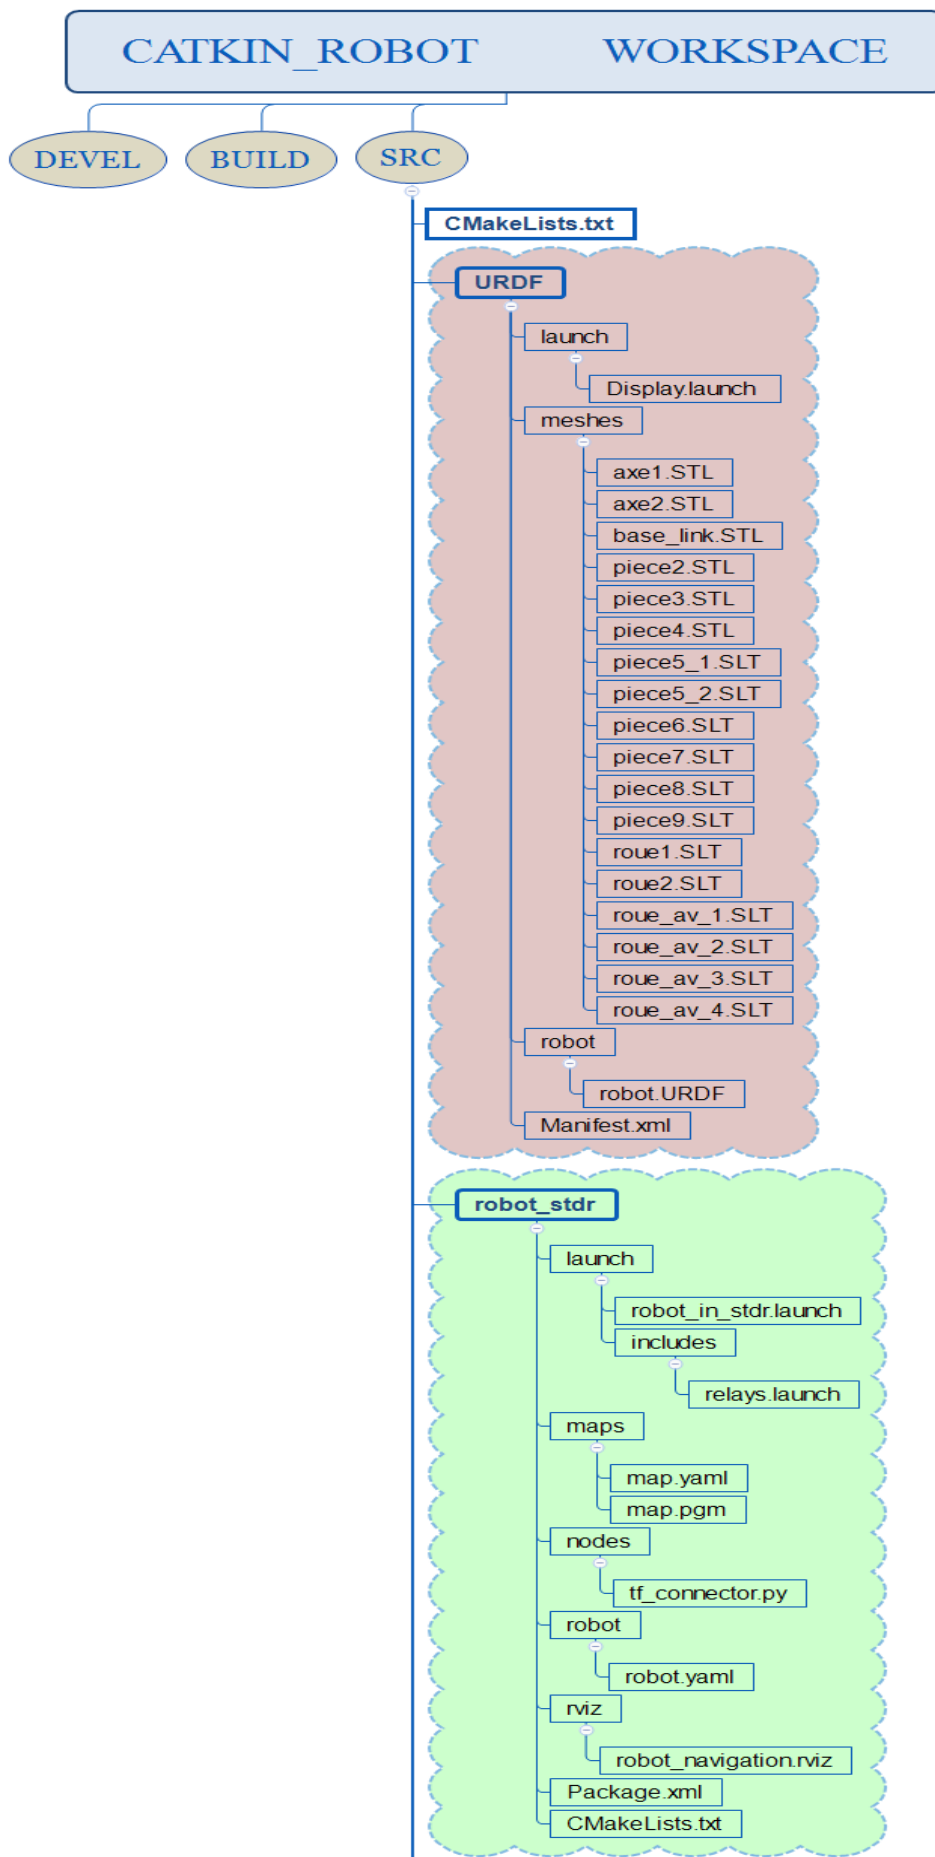 CATKIN_ROBOT WORKSPACE
DEVEL BUILD SRC
CMakeLists.txt
URDF
launch
Display.launch
meshes
axe1.STL
axe2.STL
base_link.STL
piece2.STL
piece3.STL
piece4.STL
piece5_1.SLT
piece5_2.SLT
piece6.SLT
piece7.SLT
piece8.SLT
piece9.SLT
roue1.SLT
roue2.SLT
roue_av_1.SLT
roue_av_2.SLT
roue_av_3.SLT
roue_av_4.SLT
robot
robot.URDF
Manifest.xml
robot_stdr
launch
robot_in_stdr.launch
includes
relays.launch
maps
map.yaml
map.pgm
nodes
tf_connector.py
robot
robot.yaml
rviz
robot_navigation.rviz
Package.xml
CMakeLists.txt